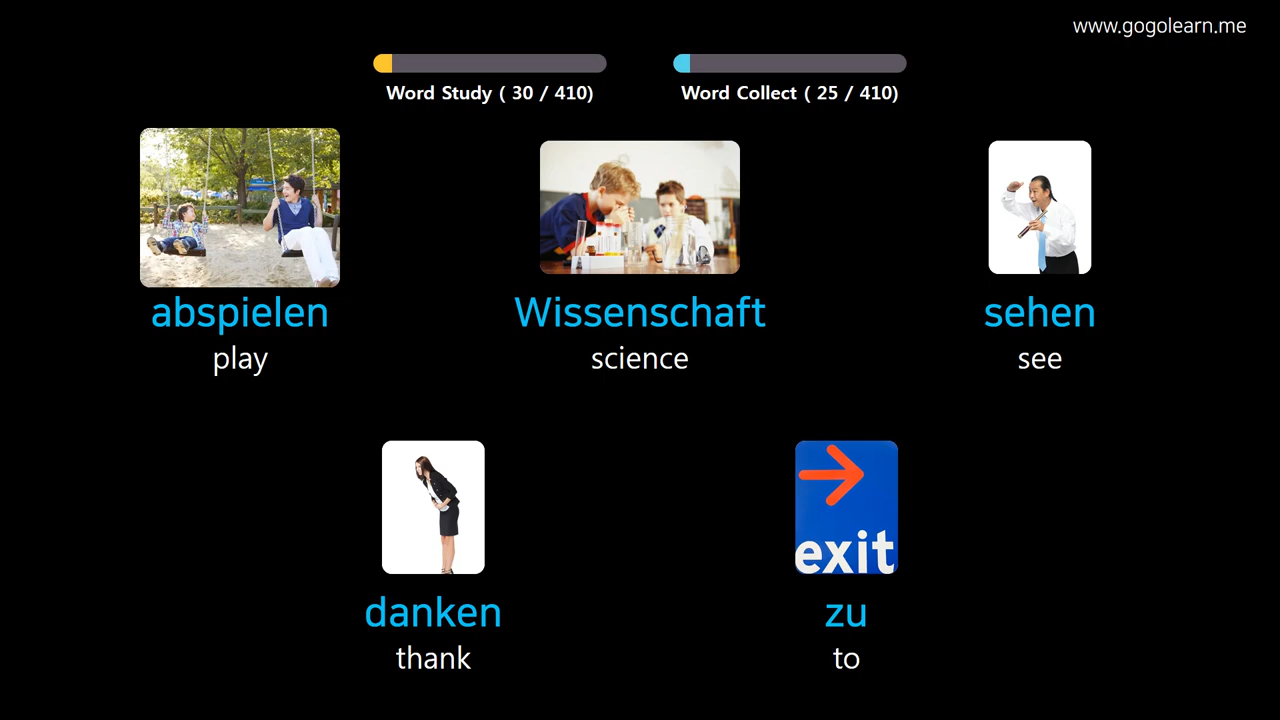 www.gogolearn.me
Word Study ( 30 / 410)
Word Collect ( 25 / 410)
abspielen
play
Wissenschaft
science
sehen
see
exit
danken
thank
zu
to